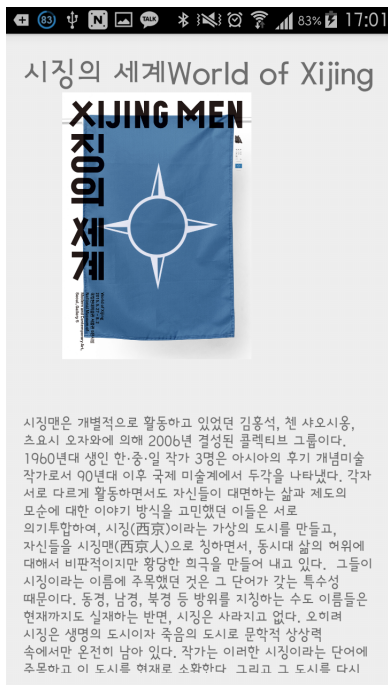 83
N
TALK
83% 17:01
시징의 세계World of Xijing
XIJING MEN
시징의 세계
시징맨은 개별적으로 활동하고 있었던 김홍석, 첸 샤오시옹,
츠요시 오자와에 의해 2006년 결성된 콜렉티브 그룹이다.
1960년대 생인 한·중·일 작가 3명은 아시아의 후기 개념미술
작가로서 90년대 이후 국제 미술계에서 두각을 나타냈다. 각자
서로 다르게 활동하면서도 자신들이 대면하는 삶과 제도의
모순에 대한 이야기 방식을 고민했던 이들은 서로
의기투합하여, 시징(西京)이라는 가상의 도시를 만들고,
자신들을 시징맨(西京人)으로 칭하면서, 동시대 삶의 허위에
대해서 비판적이지만 황당한 희극을 만들어 내고 있다.  그들이
시징이라는 이름에 주목했던 것은 그 단어가 갖는 특수성
때문이다. 동경, 남경, 북경 등 방위를 지칭하는 수도 이름들은
현재까지도 실재하는 반면, 시징은 사라지고 없다. 오히려
시징은 생명의 도시이자 죽음의 도시로 문학적 상상력
속에서만 온전히 남아 있다. 작가는 이러한 시징이라는 단어에
주목하고 이 도시를 현재로 소환한다. 그리고 그 도시를 다시